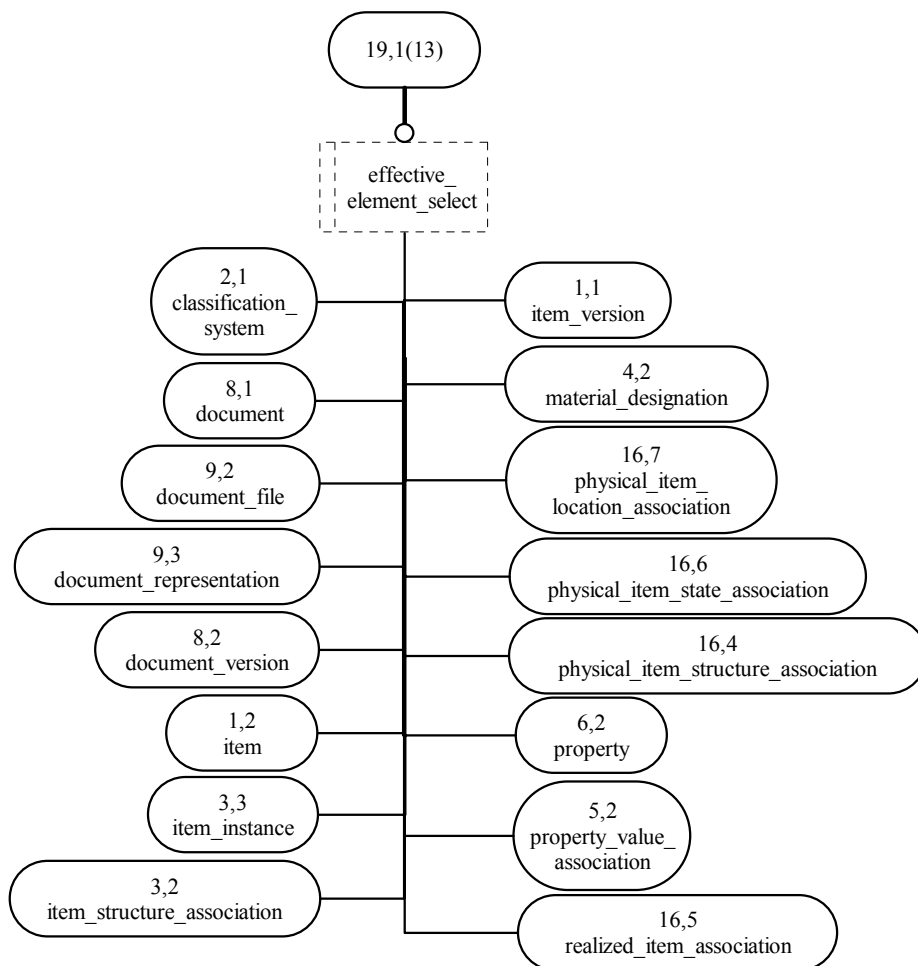 19,1(13)
effective_
element_select
2,1
classification_
system
8,1
document
9,2
document_file
9,3
document_representation
8,2
document_version
1,2
item
3,3
item_instance
3,2
item_structure_association
1,1
item_version
4,2
material_designation
16,7
physical_item_
location_association
16,6
physical_item_state_association
16,4
physical_item_structure_association
6,2
property
5,2
property_value_
association
16,5
realized_item_association